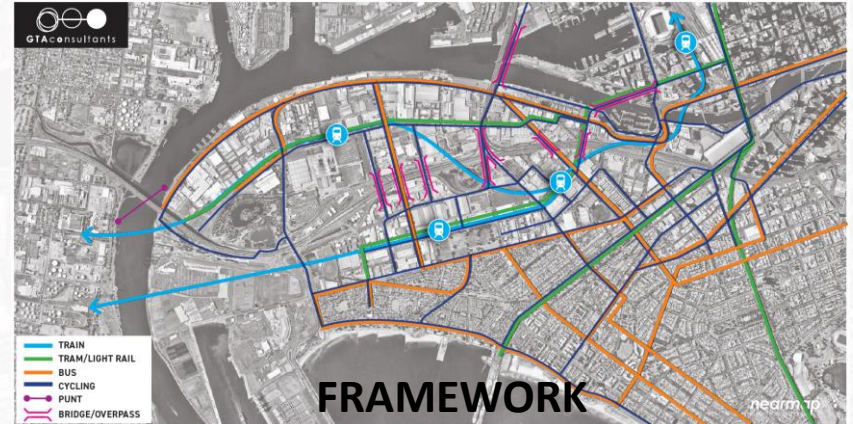 GTAconsultants
TRAIN
TRAM/LIGHT RAIL
BUS
CYCLING
PUNT
BRIDGE/OVERPASS
FRAMEWORK
nearmap